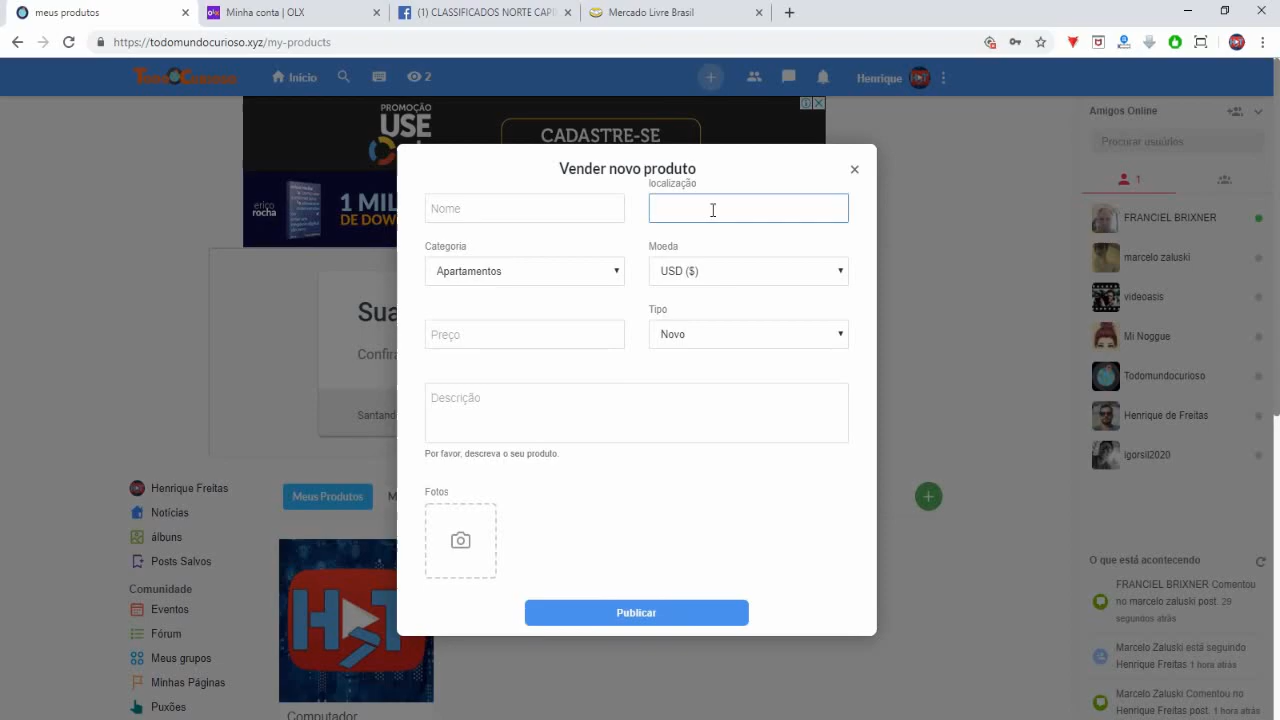 meus produtos
Minha conta | OLX
(1) CLASSIFICADOS NORTE CAPI
Mercado Livre Brasil
https://todomundocurioso.xyz/my-products
Início
2
Henrique
PROMOÇÃO
USE
CADASTRE-SE
erico
rocha
1 MIL
DE DOW
Amigos Online
Procurar usuários
1
Vender novo produto
localização
Nome
Categoria
Moeda
Apartamentos
USD ($)
Tipo
Preço
Novo
Descrição
Por favor, descreva o seu produto.
Fotos
Publicar
Sua
Confira
Santand
FRANCIEL BRIXNER
marcelo zaluski
videoasis
Mi Noggue
Todomundocurioso
Henrique de Freitas
igorsil2020
Henrique Freitas
Notícias
álbuns
Posts Salvos
Comunidade
Eventos
Fórum
Meus grupos
Minhas Páginas
Puxões
Meus Produtos
M
HST
Computador
O que está acontecendo
FRANCIEL BRIXNER Comentou
no marcelo zaluski post. 29
segundos atrás
Marcelo Zaluski está seguindo
Henrique Freitas 1 hora atrás
Marcelo Zaluski Comentou no
Henrique Freitas post. 1 hora atrás